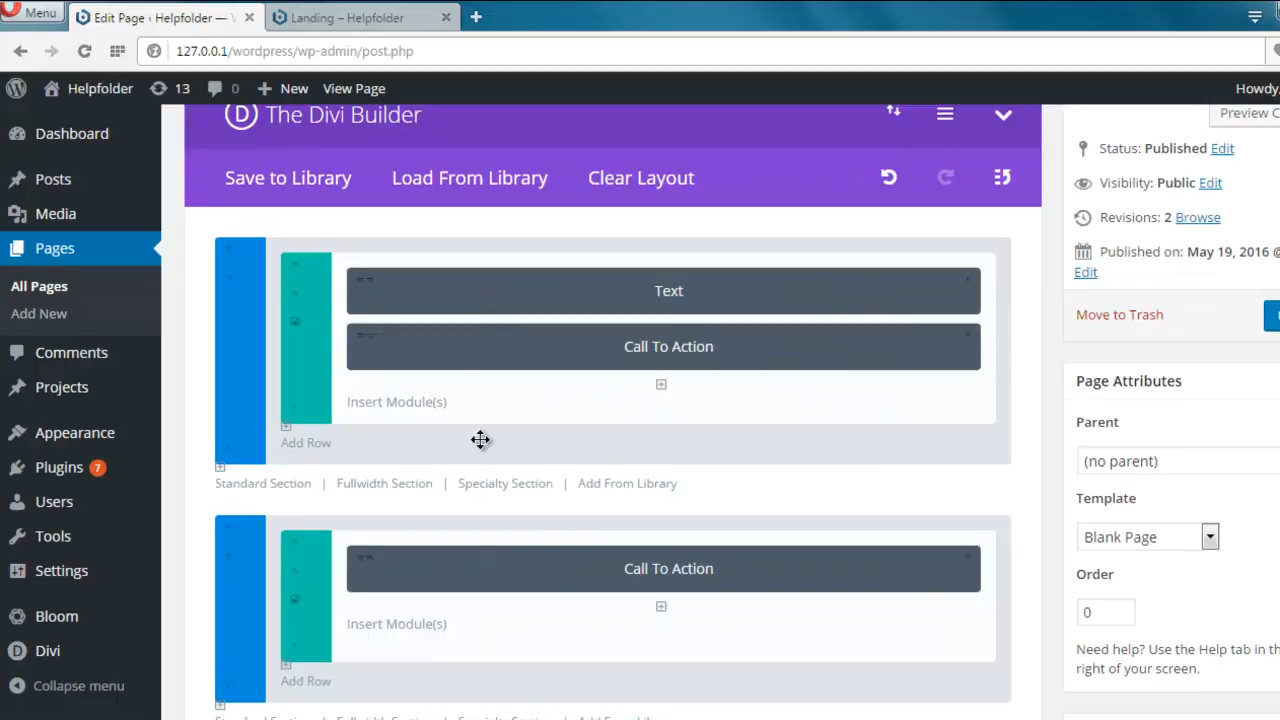 Menu
Edit Page ‹ Helpfolder —
Landing – Helpfolder
127.0.0.1/wordpress/wp-admin/post.php
Helpfolder 13 0 New View Page Howdy,
Dashboard
Posts
Media
Pages
All Pages
Add New
Comments
Projects
Appearance
Plugins 7
Users
Tools
Settings
Bloom
Divi
Collapse menu
D The Divi Builder
Save to Library Load From Library Clear Layout
Text
Call To Action
Insert Module(s)
Add Row
Standard Section | Fullwidth Section | Specialty Section | Add From Library
Call To Action
Insert Module(s)
Add Row
Preview
Status: Published Edit
Visibility: Public Edit
Revisions: 2 Browse
Published on: May 19, 2016 @
Edit
Move to Trash
Page Attributes
Parent
(no parent)
Template
Blank Page
Order
0
Need help? Use the Help tab in the
right of your screen.